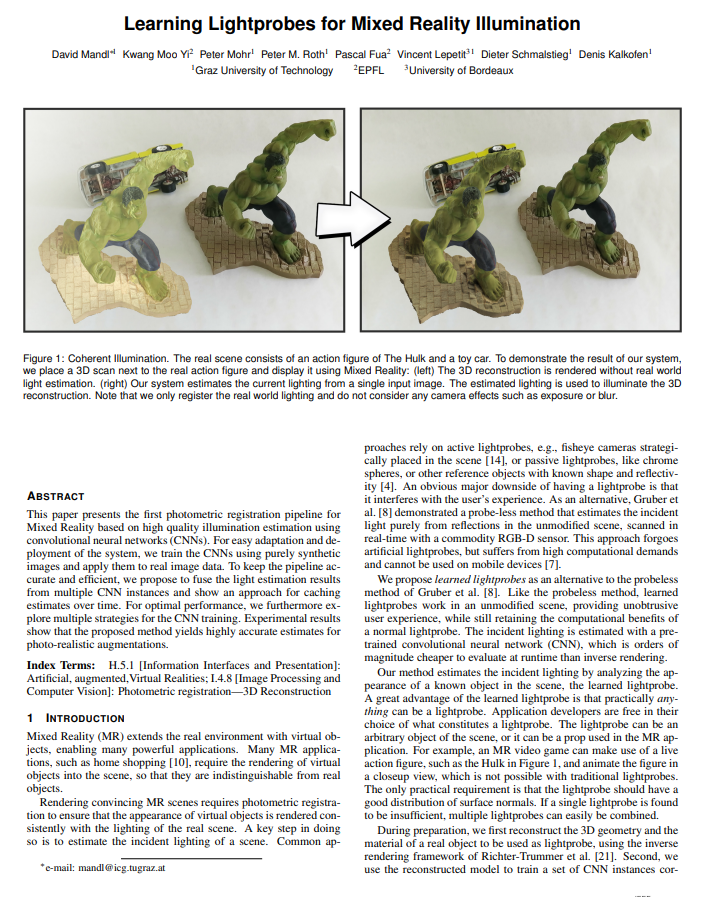 Learning Lightprobes for Mixed Reality Illumination
David Mandl*1 Kwang Moo Yi2 Peter Mohr1 Peter M. Roth1 Pascal Fua2 Vincent Lepetit31 Dieter Schmalstieg1 Denis Kalkofen1
1Graz University of Technology 2EPFL 3University of Bordeaux
Figure 1: Coherent Illumination. The real scene consists of an action figure of The Hulk and a toy car. To demonstrate the result of our system,
we place a 3D scan next to the real action figure and display it using Mixed Reality: (left) The 3D reconstruction is rendered without real world
light estimation. (right) Our system estimates the current lighting from a single input image. The estimated lighting is used to illuminate the 3D
reconstruction. Note that we only register the real world lighting and do not consider any camera effects such as exposure or blur.
ABSTRACT
This paper presents the first photometric registration pipeline for
Mixed Reality based on high quality illumination estimation using
convolutional neural networks (CNNs). For easy adaptation and de-
ployment of the system, we train the CNNs using purely synthetic
images and apply them to real image data. To keep the pipeline ac-
curate and efficient, we propose to fuse the light estimation results
from multiple CNN instances and show an approach for caching
estimates over time. For optimal performance, we furthermore ex-
plore multiple strategies for the CNN training. Experimental results
show that the proposed method yields highly accurate estimates for
photo-realistic augmentations.
Index Terms: H.5.1 [Information Interfaces and Presentation]:
Artificial, augmented,Virtual Realities; I.4.8 [Image Processing and
Computer Vision]: Photometric registration—3D Reconstruction
1 INTRODUCTION
Mixed Reality (MR) extends the real environment with virtual ob-
jects, enabling many powerful applications. Many MR applica-
tions, such as home shopping [10], require the rendering of virtual
objects into the scene, so that they are indistinguishable from real
objects.
Rendering convincing MR scenes requires photometric registra-
tion to ensure that the appearance of virtual objects is rendered con-
sistently with the lighting of the real scene. A key step in doing
so is to estimate the incident lighting of a scene. Common ap-
*e-mail: mandl@icg.tugraz.at
proaches rely on active lightprobes, e.g., fisheye cameras strategi-
cally placed in the scene [14], or passive lightprobes, like chrome
spheres, or other reference objects with known shape and reflectiv-
ity [4]. An obvious major downside of having a lightprobe is that
it interferes with the user's experience. As an alternative, Gruber et
al. [8] demonstrated a probe-less method that estimates the incident
light purely from reflections in the unmodified scene, scanned in
real-time with a commodity RGB-D sensor. This approach forgoes
artificial lightprobes, but suffers from high computational demands
and cannot be used on mobile devices [7].
We propose learned lightprobes as an alternative to the probeless
method of Gruber et al. [8]. Like the probeless method, learned
lightprobes work in an unmodified scene, providing unobtrusive
user experience, while still retaining the computational benefits of
a normal lightprobe. The incident lighting is estimated with a pre-
trained convolutional neural network (CNN), which is orders of
magnitude cheaper to evaluate at runtime than inverse rendering.
Our method estimates the incident lighting by analyzing the ap-
pearance of a known object in the scene, the learned lightprobe.
A great advantage of the learned lightprobe is that practically any-
thing can be a lightprobe. Application developers are free in their
choice of what constitutes a lightprobe. The lightprobe can be an
arbitrary object of the scene, or it can be a prop used in the MR ap-
plication. For example, an MR video game can make use of a live
action figure, such as the Hulk in Figure 1, and animate the figure in
a closeup view, which is not possible with traditional lightprobes.
The only practical requirement is that the lightprobe should have a
good distribution of surface normals. If a single lightprobe is found
to be insufficient, multiple lightprobes can easily be combined.
During preparation, we first reconstruct the 3D geometry and the
material of a real object to be used as lightprobe, using the inverse
rendering framework of Richter-Trummer et al. [21]. Second, we
use the reconstructed model to train a set of CNN instances cor-